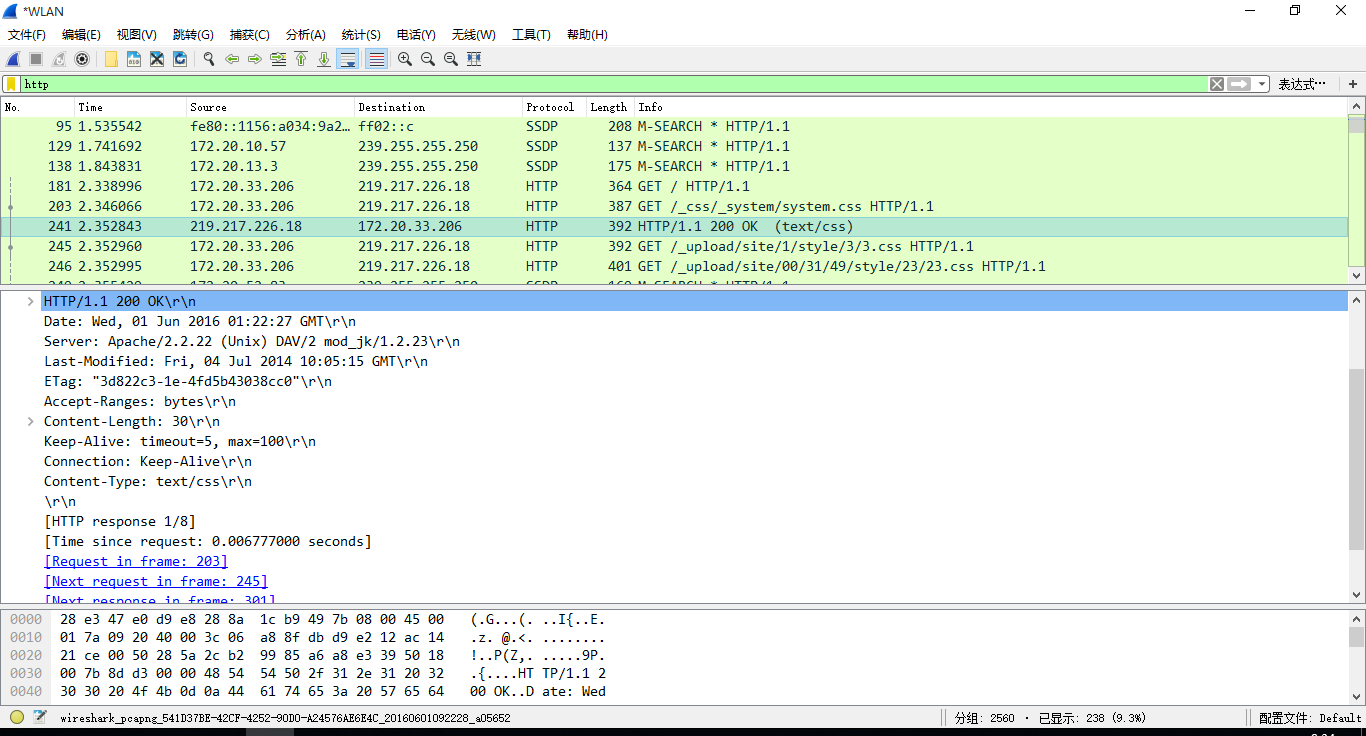 *WLAN
文件(F) 编辑(E) 视图(V) 跳转(G) 捕获(C) 分析(A) 统计(S) 电话(Y) 无线(W) 工具(T) 帮助(H)
http 表达式… +
No. Time Source Destination Protocol Length Info
95 1.535542 fe80::1156:a034:9a2… ff02::c SSDP 208 M-SEARCH * HTTP/1.1
129 1.741692 172.20.10.57 239.255.255.250 SSDP 137 M-SEARCH * HTTP/1.1
138 1.843831 172.20.13.3 239.255.255.250 SSDP 175 M-SEARCH * HTTP/1.1
181 2.338996 172.20.33.206 219.217.226.18 HTTP 364 GET / HTTP/1.1
203 2.346066 172.20.33.206 219.217.226.18 HTTP 387 GET /_css/_system/system.css HTTP/1.1
241 2.352843 219.217.226.18 172.20.33.206 HTTP 392 HTTP/1.1 200 OK  (text/css)
245 2.352960 172.20.33.206 219.217.226.18 HTTP 392 GET /_upload/site/1/style/3/3.css HTTP/1.1
246 2.352995 172.20.33.206 219.217.226.18 HTTP 401 GET /_upload/site/00/31/49/style/23/23.css HTTP/1.1
HTTP/1.1 200 OK\r\n
Date: Wed, 01 Jun 2016 01:22:27 GMT\r\n
Server: Apache/2.2.22 (Unix) DAV/2 mod_jk/1.2.23\r\n
Last-Modified: Fri, 04 Jul 2014 10:05:15 GMT\r\n
ETag: "3d822c3-1e-4fd5b43038cc0"\r\n
Accept-Ranges: bytes\r\n
Content-Length: 30\r\n
Keep-Alive: timeout=5, max=100\r\n
Connection: Keep-Alive\r\n
Content-Type: text/css\r\n
\r\n
[HTTP response 1/8]
[Time since request: 0.006777000 seconds]
[Request in frame: 203]
[Next request in frame: 245]
[Next response in frame: 301]
0000 28 e3 47 e0 d9 e8 28 8a 1c b9 49 7b 08 00 45 00 (.G...(. ..I{..E.
0010 01 7a 09 20 40 00 3c 06 a8 8f db d9 e2 12 ac 14 .z. @.<. ........
0020 21 ce 00 50 28 5a 2c b2 99 85 a6 a8 e3 39 50 18 !..P(Z,. .....9P.
0030 00 7b 8d d3 00 00 48 54 54 50 2f 31 2e 31 20 32 .{....HT TP/1.1 2
0040 30 30 20 4f 4b 0d 0a 44 61 74 65 3a 20 57 65 64 00 OK..D ate: Wed
wireshark_pcapng_541D37BE-42CF-4252-90D0-A24576AE6E4C_20160601092228_a05652 分组: 2560 · 已显示: 238 (9.3%) 配置文件: Default